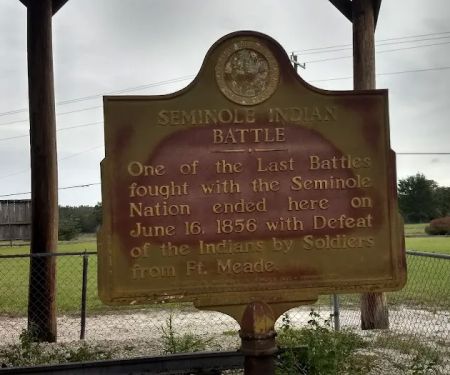 SEMINOLE INDIAN
BATTLE
One of the Last Battles
fought with the Seminole
Nation ended here on
June 16, 1856 with Defeat
of the Indians by Soldiers
from Ft. Meade.